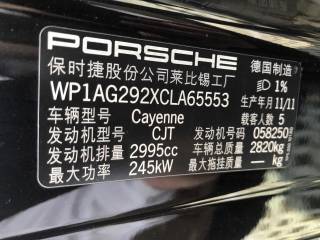 PORSCHE 德国制造
保时捷股份公司莱比锡工厂 1%
WP1AG292XCLA65553 生产年月11/11
车辆型号 Cayenne 载客人数 5
发动机型号 CJT 发动机号码 058250
发动机排量 2995cc 车辆总质量 2820kg
最大功率 245kW 最大拖挂质量 — kg